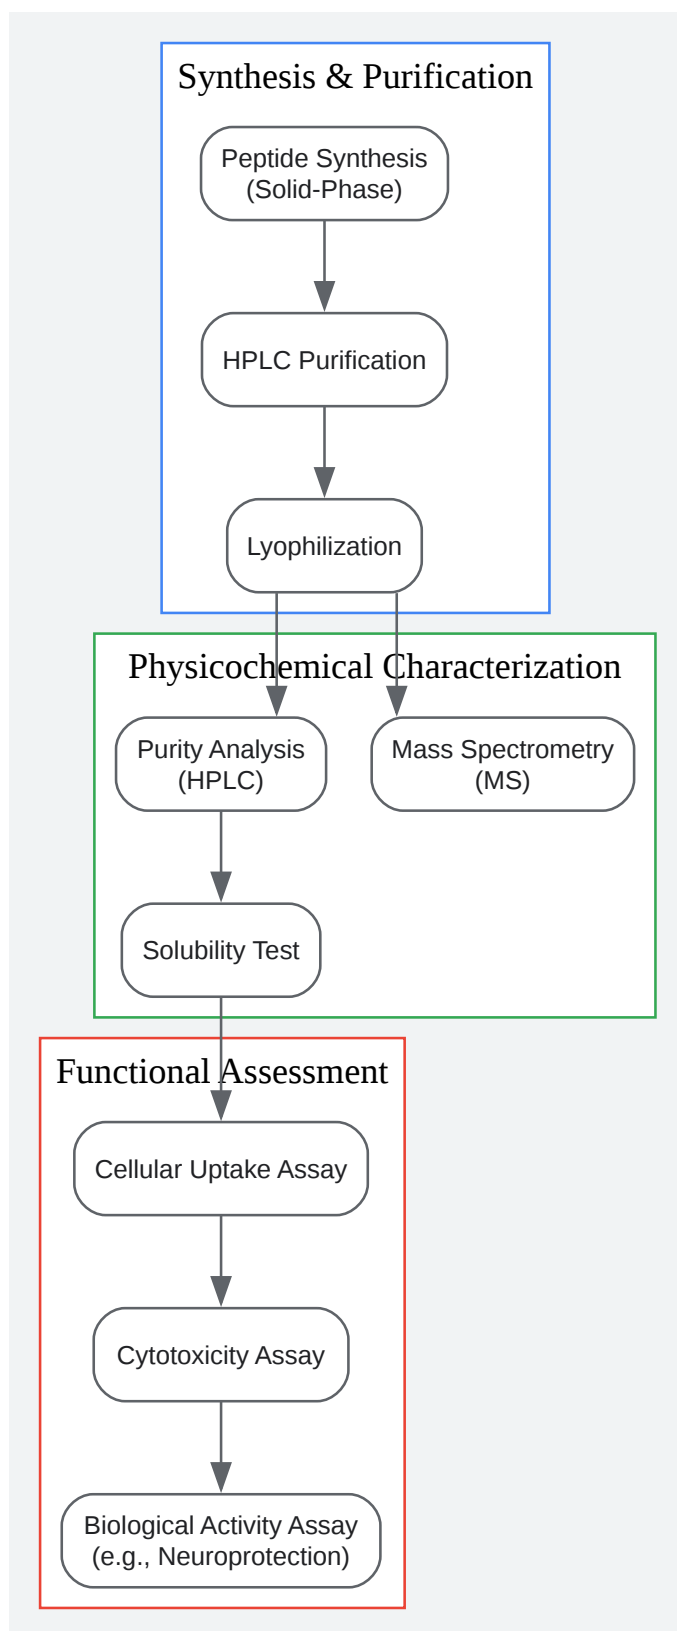 Synthesis & Purification
Peptide Synthesis
(Solid-Phase)
HPLC Purification
Lyophilization
Physicochemical Characterization
Purity Analysis
(HPLC)
Mass Spectrometry
(MS)
Solubility Test
Functional Assessment
Cellular Uptake Assay
Cytotoxicity Assay
Biological Activity Assay
(e.g., Neuroprotection)